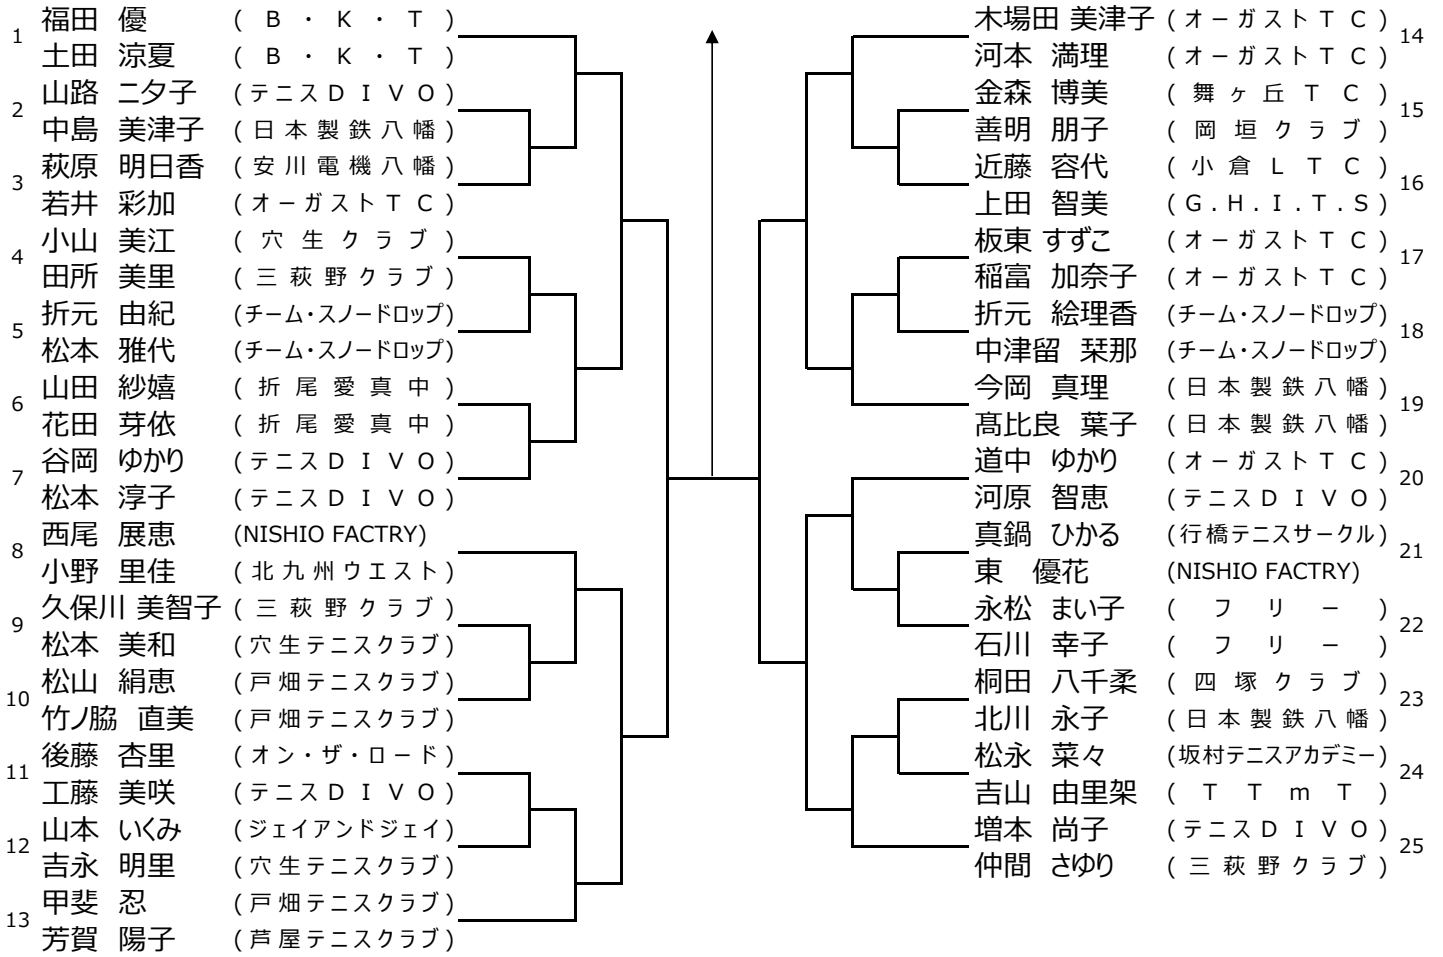 1
福田 優 (B・K・T)
土田 涼夏 (B・K・T)
2
山路 ニタ子 (テニスDIVO)
中島 美津子 (日本製鉄八幡)
3
萩原 明日香 (安川電機八幡)
若井 彩加 (オーガストTC)
4
小山 美江 (穴生クラブ)
田所 美里 (三萩野クラブ)
5
折元 由紀 (チーム・スノードロップ)
松本 雅代 (チーム・スノードロップ)
6
山田 紗嬉 (折尾愛真中)
花田 芽依 (折尾愛真中)
7
谷岡 ゆかり (テニスDIVO)
松本 淳子 (テニスDIVO)
8
西尾 展恵 (NISHIO FACTRY)
小野 里佳 (北九州ウエスト)
9
久保川 美智子 (三萩野クラブ)
松本 美和 (穴生テニスクラブ)
10
松山 絹恵 (戸畑テニスクラブ)
竹ノ脇 直美 (戸畑テニスクラブ)
11
後藤 杏里 (オン・ザ・ロード)
工藤 美咲 (テニスDIVO)
12
山本 いくみ (ジェイアンドジェイ)
吉永 明里 (穴生テニスクラブ)
13
甲斐 忍 (戸畑テニスクラブ)
芳賀 陽子 (芦屋テニスクラブ)
木場田 美津子 (オーガストTC)
14
河本 満理 (オーガストTC)
金森 博美 (舞ヶ丘TC)
15
善明 朋子 (岡垣クラブ)
近藤 容代 (小倉LTC)
16
上田 智美 (G.H.I.T.S)
板東 すずこ (オーガストTC)
17
稲富 加奈子 (オーガストTC)
折元 絵理香 (チーム・スノードロップ)
18
中津留 栞那 (チーム・スノードロップ)
今岡 真理 (日本製鉄八幡)
19
髙比良 葉子 (日本製鉄八幡)
道中 ゆかり (オーガストTC)
20
河原 智恵 (テニスDIVO)
真鍋 ひかる (行橋テニスサークル)
21
東 優花 (NISHIO FACTRY)
永松 まい子 (フリー)
22
石川 幸子 (フリー)
桐田 八千柔 (四塚クラブ)
23
北川 永子 (日本製鉄八幡)
松永 菜々 (坂村テニスアカデミー)
24
吉山 由里架 (TTmT)
増本 尚子 (テニスDIVO)
25
仲間 さゆり (三萩野クラブ)